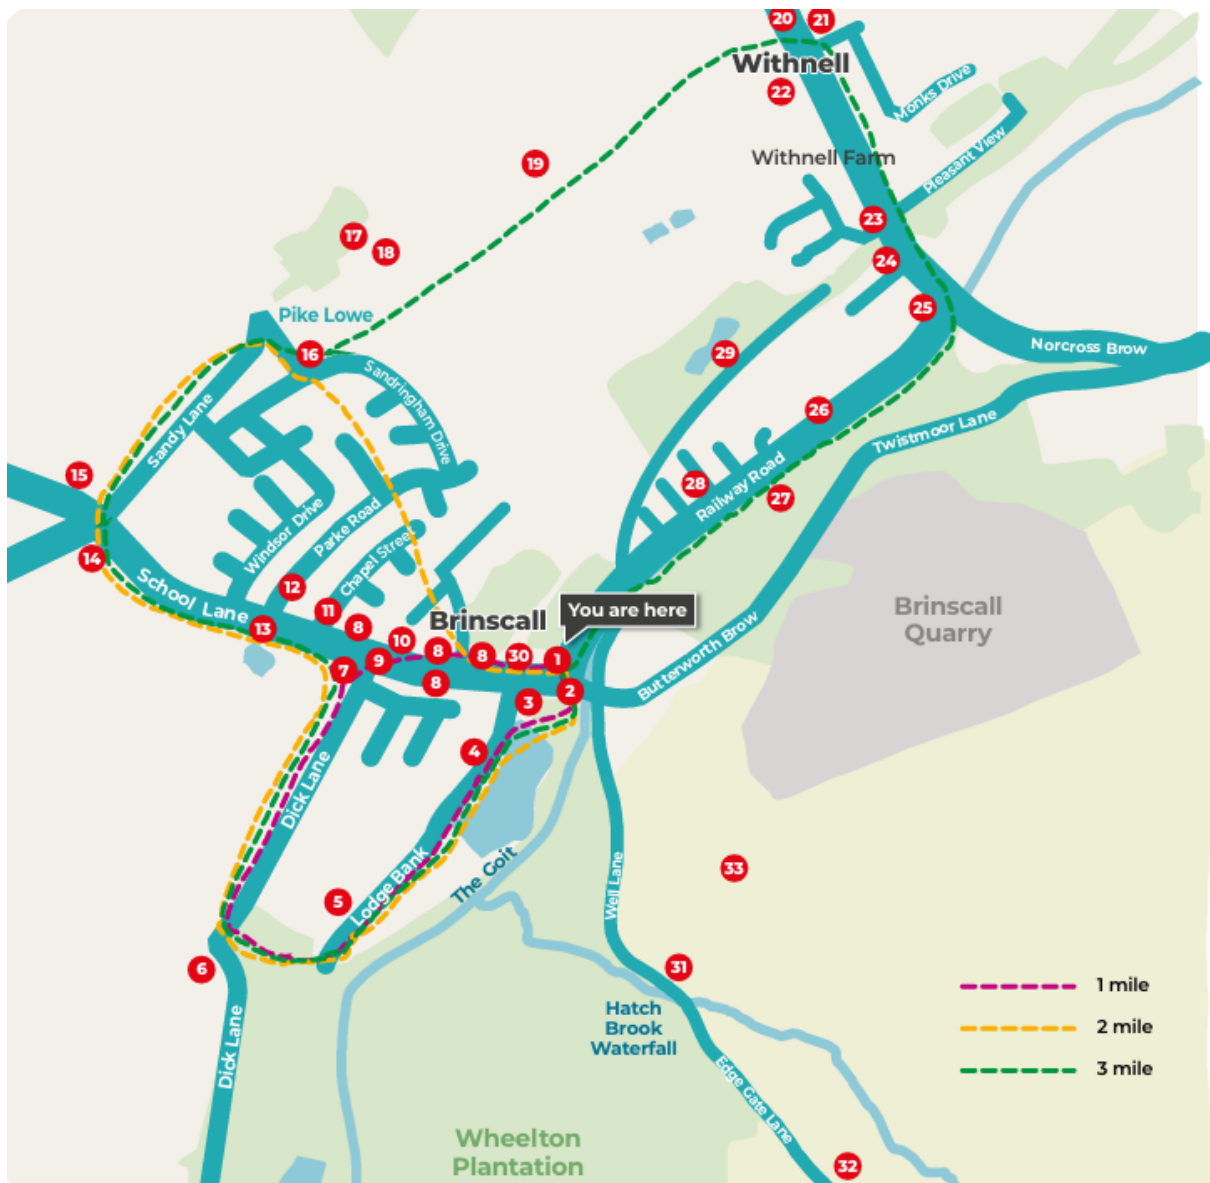 20
21
Withnell
22
Monks Drive
19
Withnell Farm
Pleasant View
17
18
23
24
25
Pike Lowe
16
29
Norcross Brow
Sandringham Drive
Sandy Lane
26
Twistmoor Lane
15
28
27
Railway Road
Windsor Drive
Parke Road
Chapel Street
14
School Lane
12
11
13
8
10
Brinscall
You are here
Brinscall
Quarry
Butterworth Brow
7
9
8
8
30
1
8
2
3
4
Dick Lane
5
Lodge Bank
The Goit
Well Lane
33
6
31
Hatch
Brook
Waterfall
Dick Lane
Edge Gate Lane
1 mile
2 mile
3 mile
Wheelton
Plantation
32